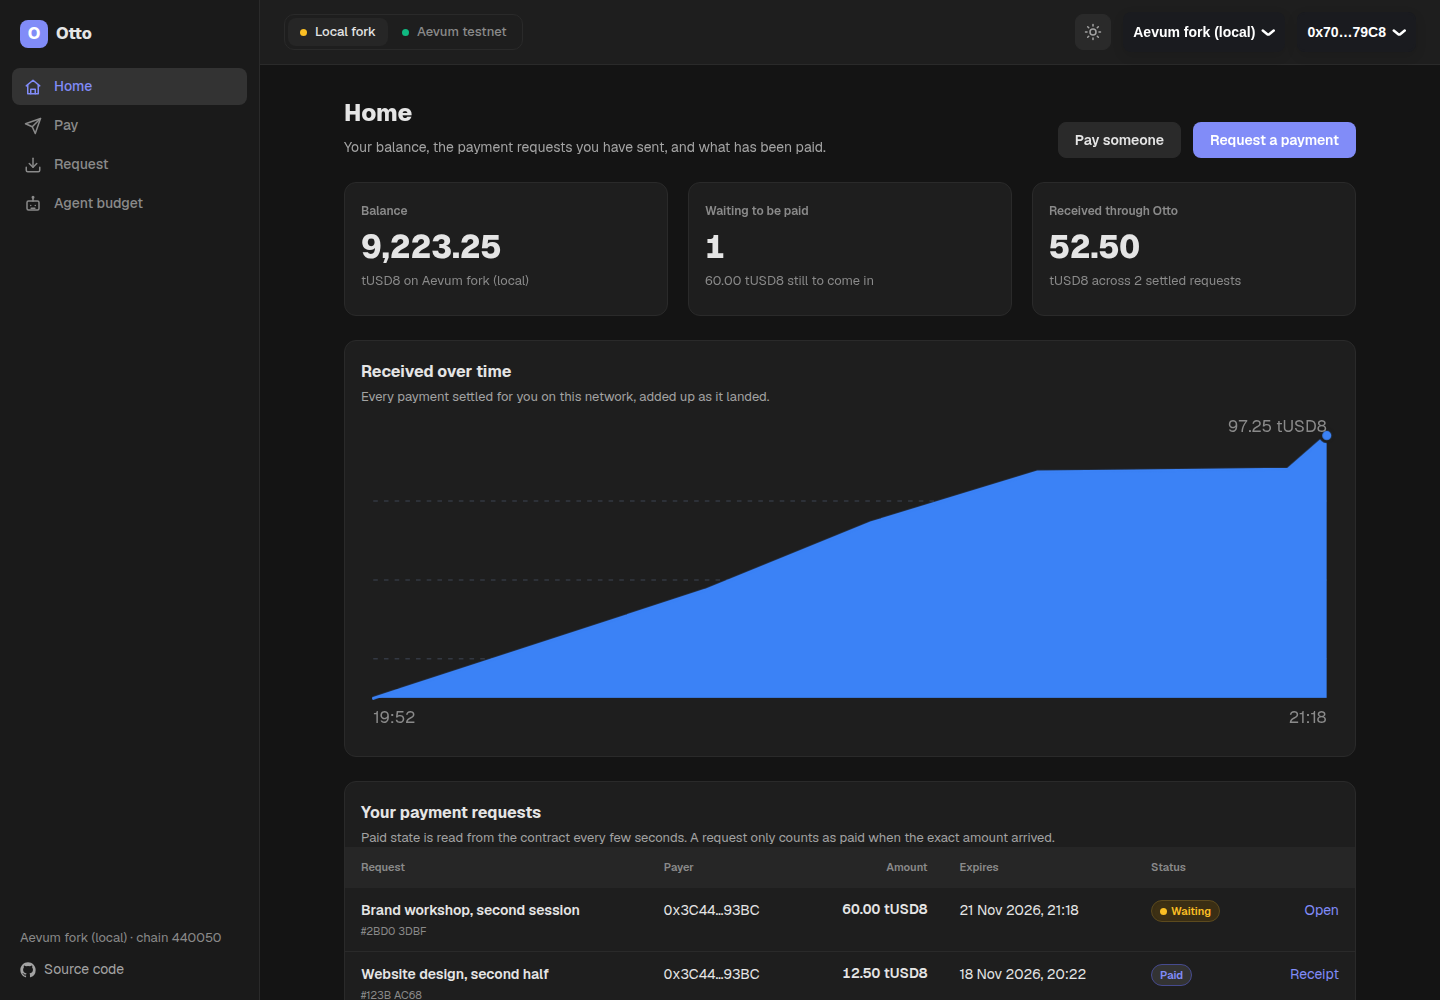 O Otto
Local fork
Aevum testnet
Aevum fork (local)
0x70...79C8
Home
Pay
Request
Agent budget
Home
Your balance, the payment requests you have sent, and what has been paid.
Pay someone
Request a payment
Balance
9,223.25
tUSD8 on Aevum fork (local)
Waiting to be paid
1
60.00 tUSD8 still to come in
Received through Otto
52.50
tUSD8 across 2 settled requests
Received over time
Every payment settled for you on this network, added up as it landed.
97.25 tUSD8
19:52
21:18
Your payment requests
Paid state is read from the contract every few seconds. A request only counts as paid when the exact amount arrived.
Request Payer Amount Expires Status
Brand workshop, second session 0x3C44...93BC 60.00 tUSD8 21 Nov 2026, 21:18 Waiting Open
#2BD0 3DBF
Website design, second half 0x3C44...93BC 12.50 tUSD8 18 Nov 2026, 20:22 Paid Receipt
#123B AC68
Aevum fork (local) · chain 440050
Source code